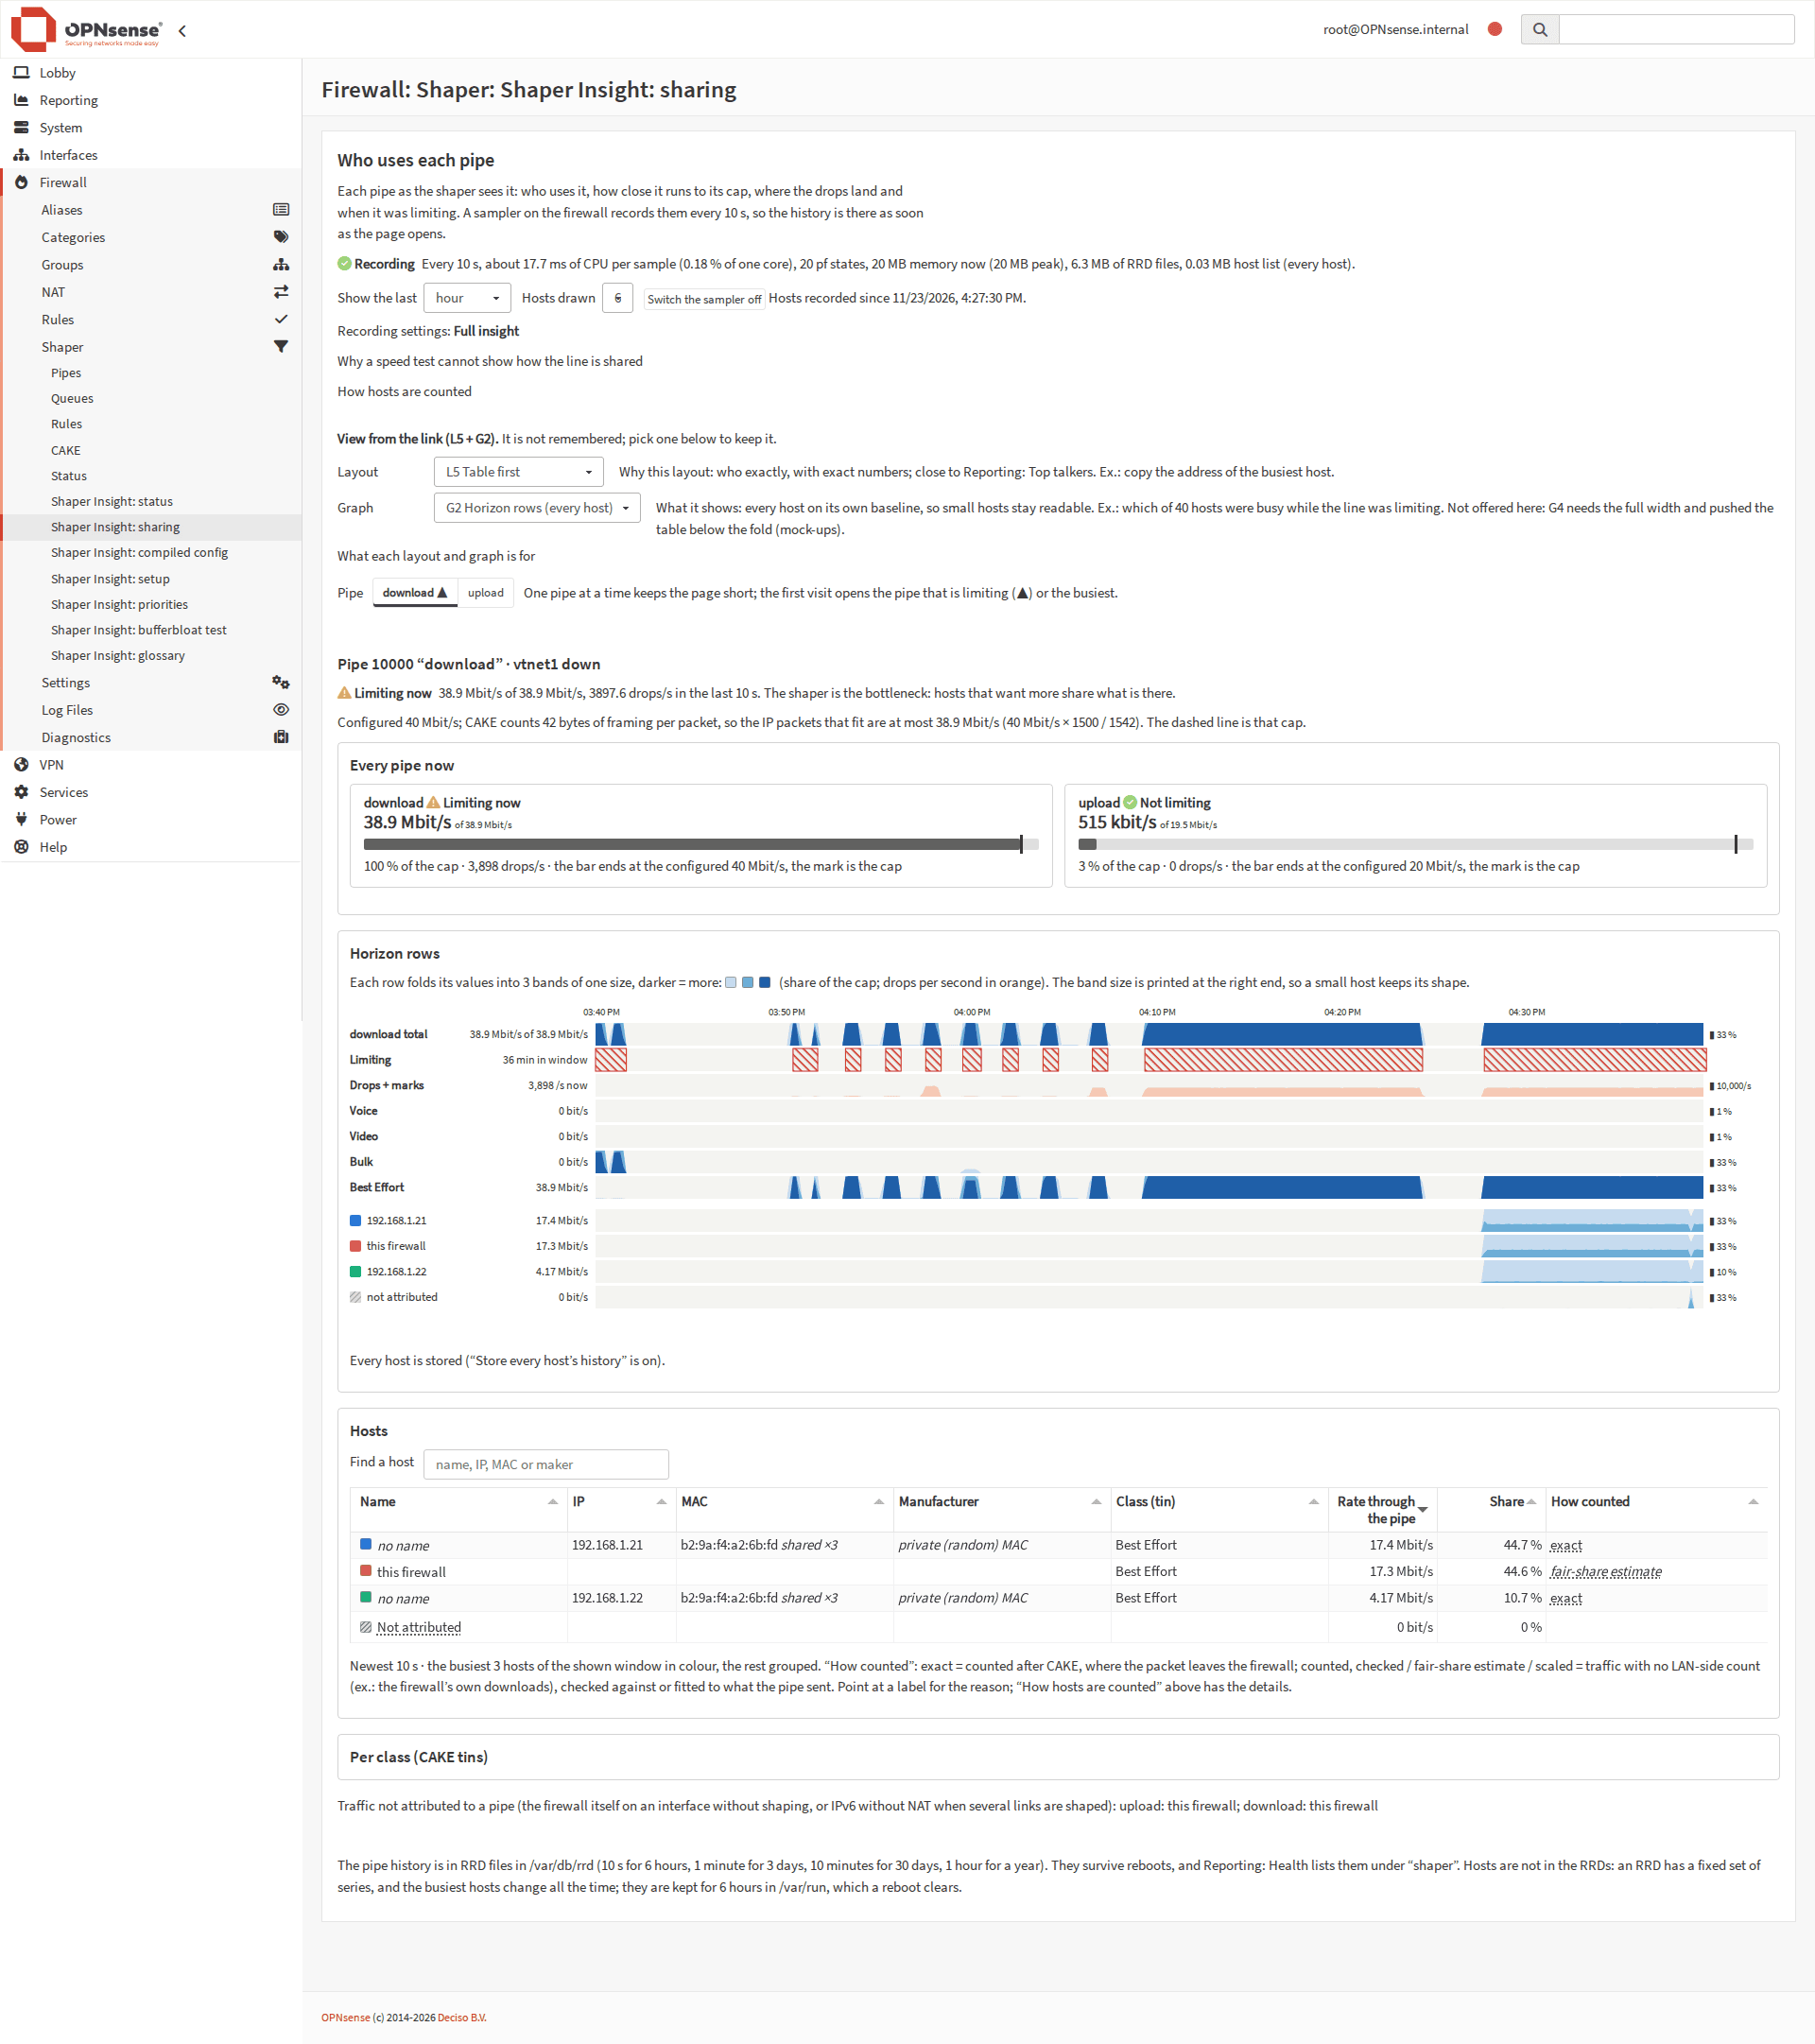 OPNsense®
Securing networks made easy
root@OPNsense.internal
Lobby
Reporting
System
Interfaces
Firewall
Aliases
Categories
Groups
NAT
Rules
Shaper
Pipes
Queues
Rules
CAKE
Status
Shaper Insight: status
Shaper Insight: sharing
Shaper Insight: compiled config
Shaper Insight: setup
Shaper Insight: priorities
Shaper Insight: bufferbloat test
Shaper Insight: glossary
Settings
Log Files
Diagnostics
VPN
Services
Power
Help
Firewall: Shaper: Shaper Insight: sharing
Who uses each pipe
Each pipe as the shaper sees it: who uses it, how close it runs to its cap, where the drops land and
when it was limiting. A sampler on the firewall records them every 10 s, so the history is there as soon
as the page opens.
Recording Every 10 s, about 17.7 ms of CPU per sample (0.18 % of one core), 20 pf states, 20 MB memory now (20 MB peak), 6.3 MB of RRD files, 0.03 MB host list (every host).
Show the last hour Hosts drawn 6 Switch the sampler off Hosts recorded since 11/23/2026, 4:27:30 PM.
Recording settings: Full insight
Why a speed test cannot show how the line is shared
How hosts are counted
View from the link (L5 + G2). It is not remembered; pick one below to keep it.
Layout L5 Table first Why this layout: who exactly, with exact numbers; close to Reporting: Top talkers. Ex.: copy the address of the busiest host.
Graph G2 Horizon rows (every host) What it shows: every host on its own baseline, so small hosts stay readable. Ex.: which of 40 hosts were busy while the line was limiting. Not offered here: G4 needs the full width and pushed the
table below the fold (mock-ups).
What each layout and graph is for
Pipe download ▲ upload One pipe at a time keeps the page short; the first visit opens the pipe that is limiting (▲) or the busiest.
Pipe 10000 “download” · vtnet1 down
Limiting now 38.9 Mbit/s of 38.9 Mbit/s, 3897.6 drops/s in the last 10 s. The shaper is the bottleneck: hosts that want more share what is there.
Configured 40 Mbit/s; CAKE counts 42 bytes of framing per packet, so the IP packets that fit are at most 38.9 Mbit/s (40 Mbit/s × 1500 / 1542). The dashed line is that cap.
Every pipe now
download Limiting now
38.9 Mbit/s of 38.9 Mbit/s
100 % of the cap · 3,898 drops/s · the bar ends at the configured 40 Mbit/s, the mark is the cap
upload Not limiting
515 kbit/s of 19.5 Mbit/s
3 % of the cap · 0 drops/s · the bar ends at the configured 20 Mbit/s, the mark is the cap
Horizon rows
Each row folds its values into 3 bands of one size, darker = more: (share of the cap; drops per second in orange). The band size is printed at the right end, so a small host keeps its shape.
03:40 PM 03:50 PM 04:00 PM 04:10 PM 04:20 PM 04:30 PM
download total 38.9 Mbit/s of 38.9 Mbit/s 33 %
Limiting 36 min in window
Drops + marks 3,898 /s now 10,000/s
Voice 0 bit/s 1 %
Video 0 bit/s 1 %
Bulk 0 bit/s 33 %
Best Effort 38.9 Mbit/s 33 %
192.168.1.21 17.4 Mbit/s 33 %
this firewall 17.3 Mbit/s 33 %
192.168.1.22 4.17 Mbit/s 10 %
not attributed 0 bit/s 33 %
Every host is stored (“Store every host’s history” is on).
Hosts
Find a host name, IP, MAC or maker
Name IP MAC Manufacturer Class (tin) Rate through Share How counted
the pipe
no name 192.168.1.21 b2:9a:f4:a2:6b:fd shared ×3 private (random) MAC Best Effort 17.4 Mbit/s 44.7 % exact
this firewall Best Effort 17.3 Mbit/s 44.6 % fair-share estimate
no name 192.168.1.22 b2:9a:f4:a2:6b:fd shared ×3 private (random) MAC Best Effort 4.17 Mbit/s 10.7 % exact
Not attributed 0 bit/s 0 %
Newest 10 s · the busiest 3 hosts of the shown window in colour, the rest grouped. “How counted”: exact = counted after CAKE, where the packet leaves the firewall; counted, checked / fair-share estimate / scaled = traffic with no LAN-side count
(ex.: the firewall’s own downloads), checked against or fitted to what the pipe sent. Point at a label for the reason; “How hosts are counted” above has the details.
Per class (CAKE tins)
Traffic not attributed to a pipe (the firewall itself on an interface without shaping, or IPv6 without NAT when several links are shaped): upload: this firewall; download: this firewall
The pipe history is in RRD files in /var/db/rrd (10 s for 6 hours, 1 minute for 3 days, 10 minutes for 30 days, 1 hour for a year). They survive reboots, and Reporting: Health lists them under “shaper”. Hosts are not in the RRDs: an RRD has a fixed set of
series, and the busiest hosts change all the time; they are kept for 6 hours in /var/run, which a reboot clears.
OPNsense (c) 2014-2026 Deciso B.V.